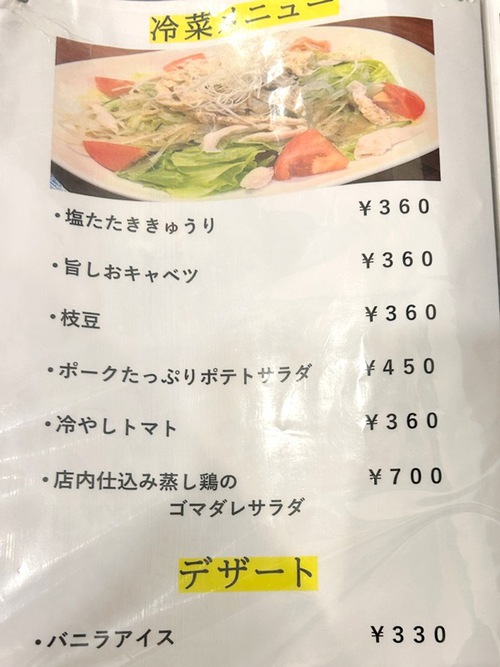 冷菜メニュー
・塩たたききゅうり ￥360
・旨しおキャベツ ￥360
・枝豆 ￥360
・ポークたっぷりポテトサラダ ￥450
・冷やしトマト ￥360
・店内仕込み蒸し鶏の ￥700
ゴマダレサラダ
デザート
・バニラアイス ￥330